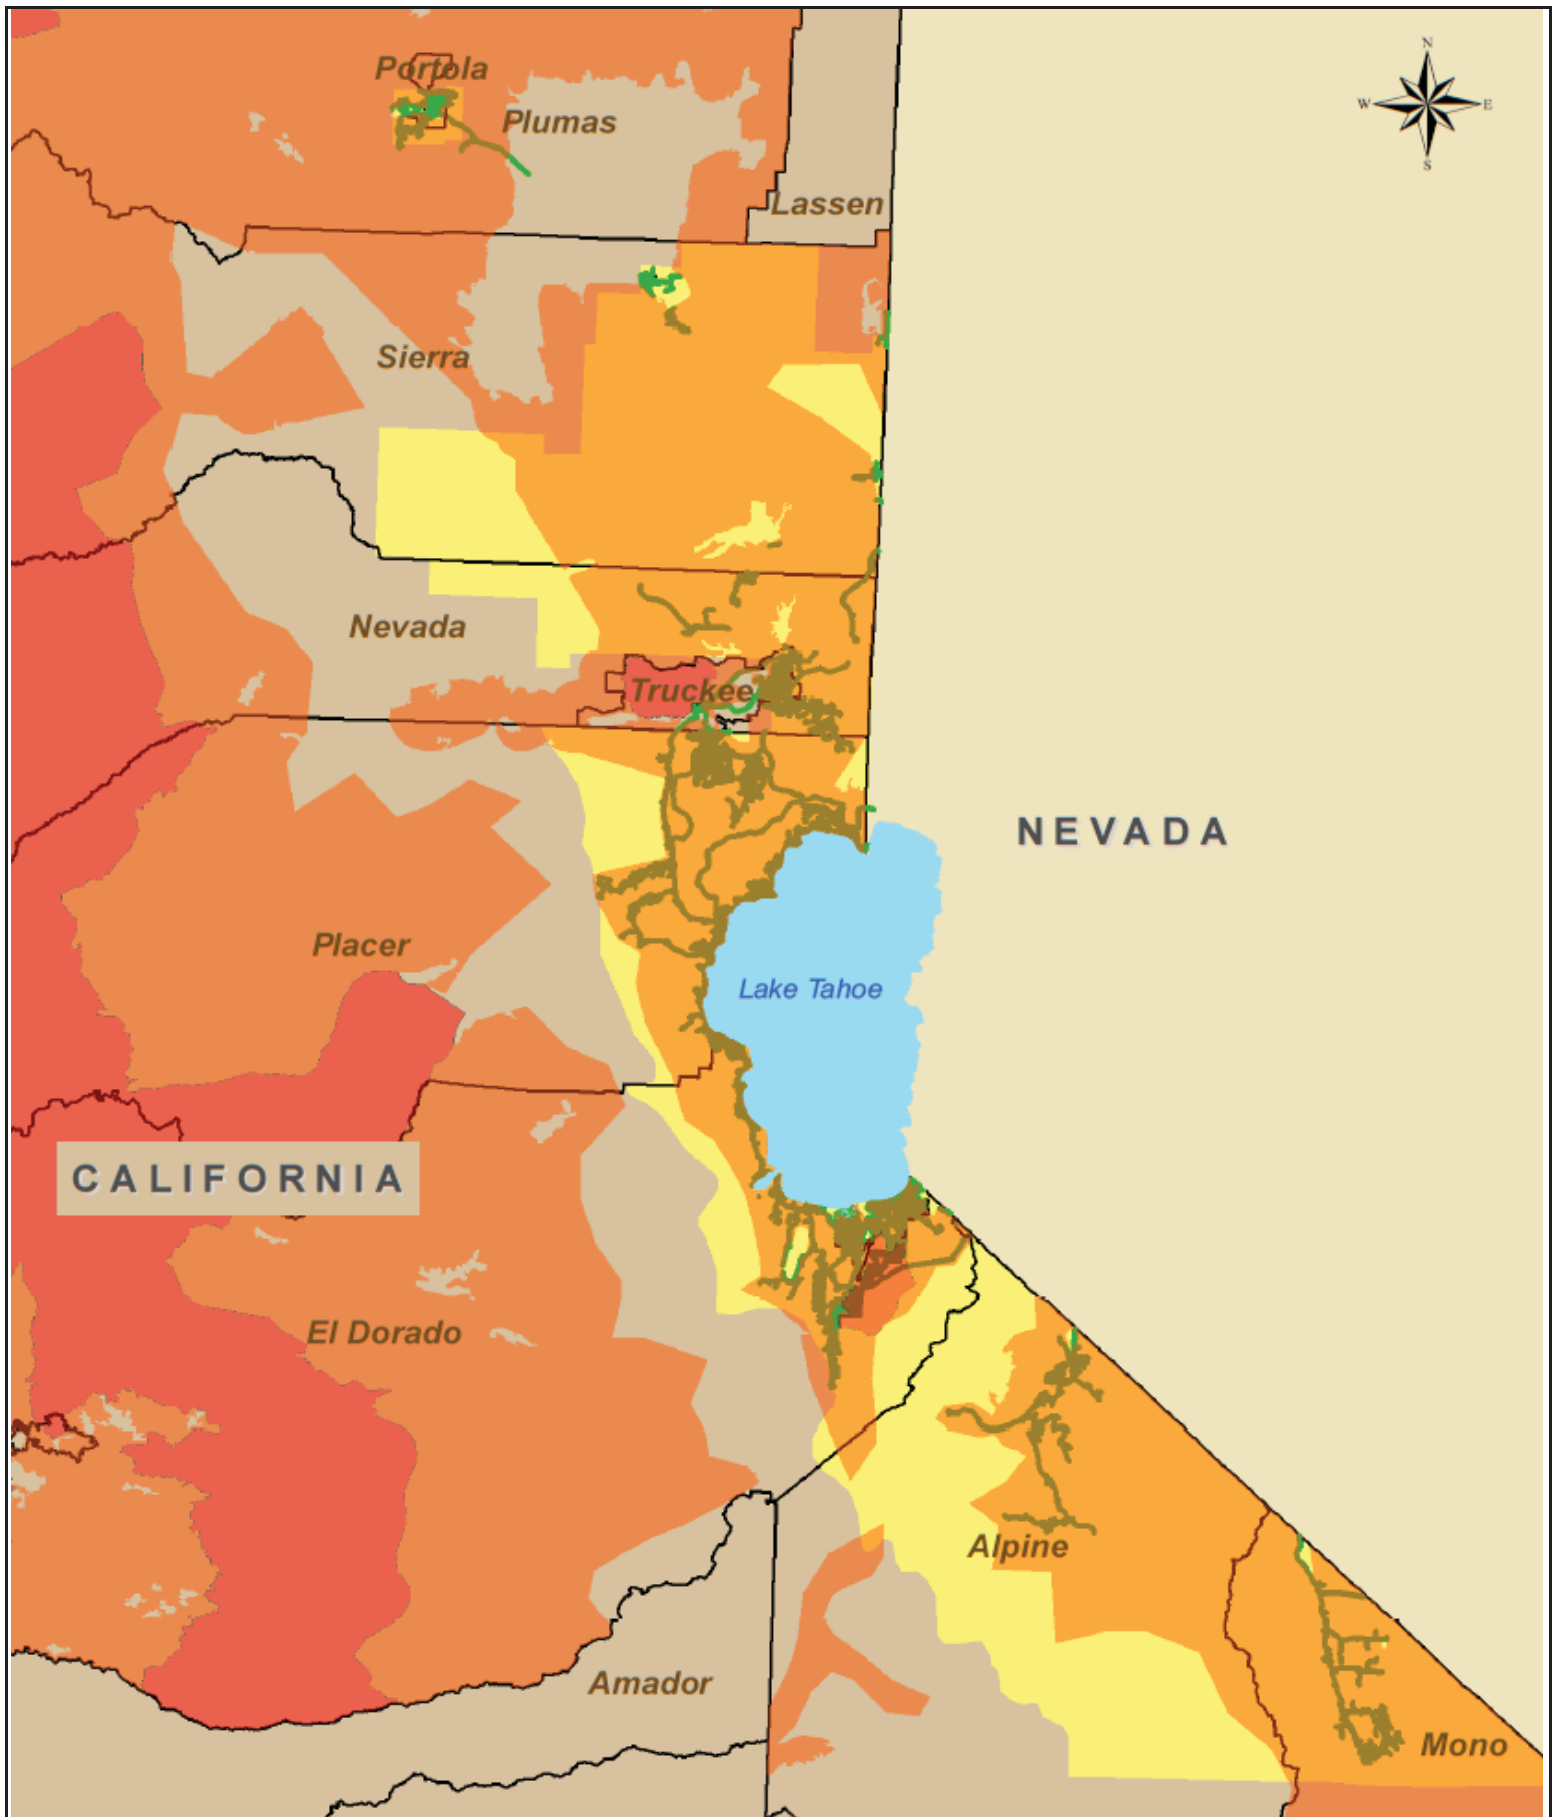 N
Portola
W E
Plumas
S
Lassen
Sierra
Nevada
Truckee
NEVADA
Placer
Lake Tahoe
CALIFORNIA
El Dorado
Alpine
Amador
Mono